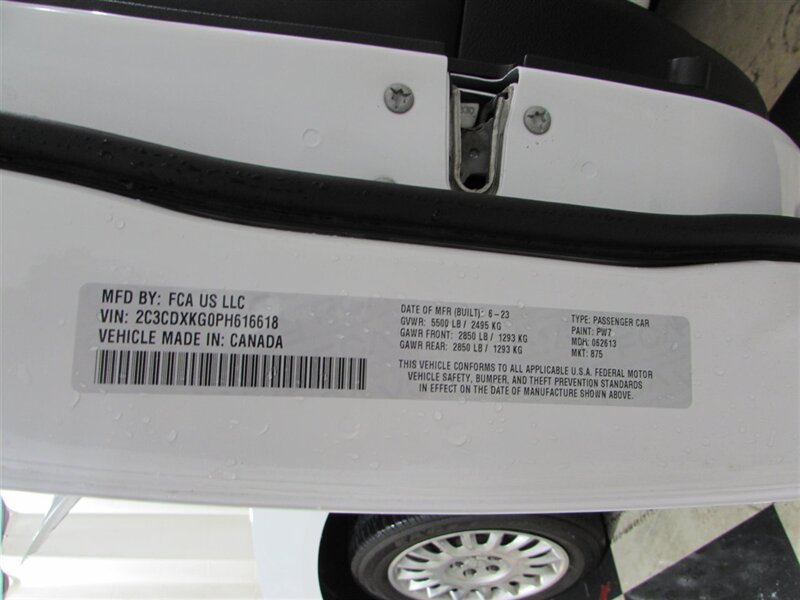 MFD BY: FCA US LLC
VIN: 2C3CDXKG0PH616618
VEHICLE MADE IN: CANADA
DATE OF MFR (BUILT): 6-23
GVWR: 5500 LB / 2495 KG
GAWR FRONT: 2850 LB / 1293 KG
GAWR REAR: 2850 LB / 1293 KG
TYPE: PASSENGER CAR
PAINT: PW7
MDH: 062613
MKT: 875
THIS VEHICLE CONFORMS TO ALL APPLICABLE U.S.A. FEDERAL MOTOR
VEHICLE SAFETY, BUMPER, AND THEFT PREVENTION STANDARDS
IN EFFECT ON THE DATE OF MANUFACTURE SHOWN ABOVE.